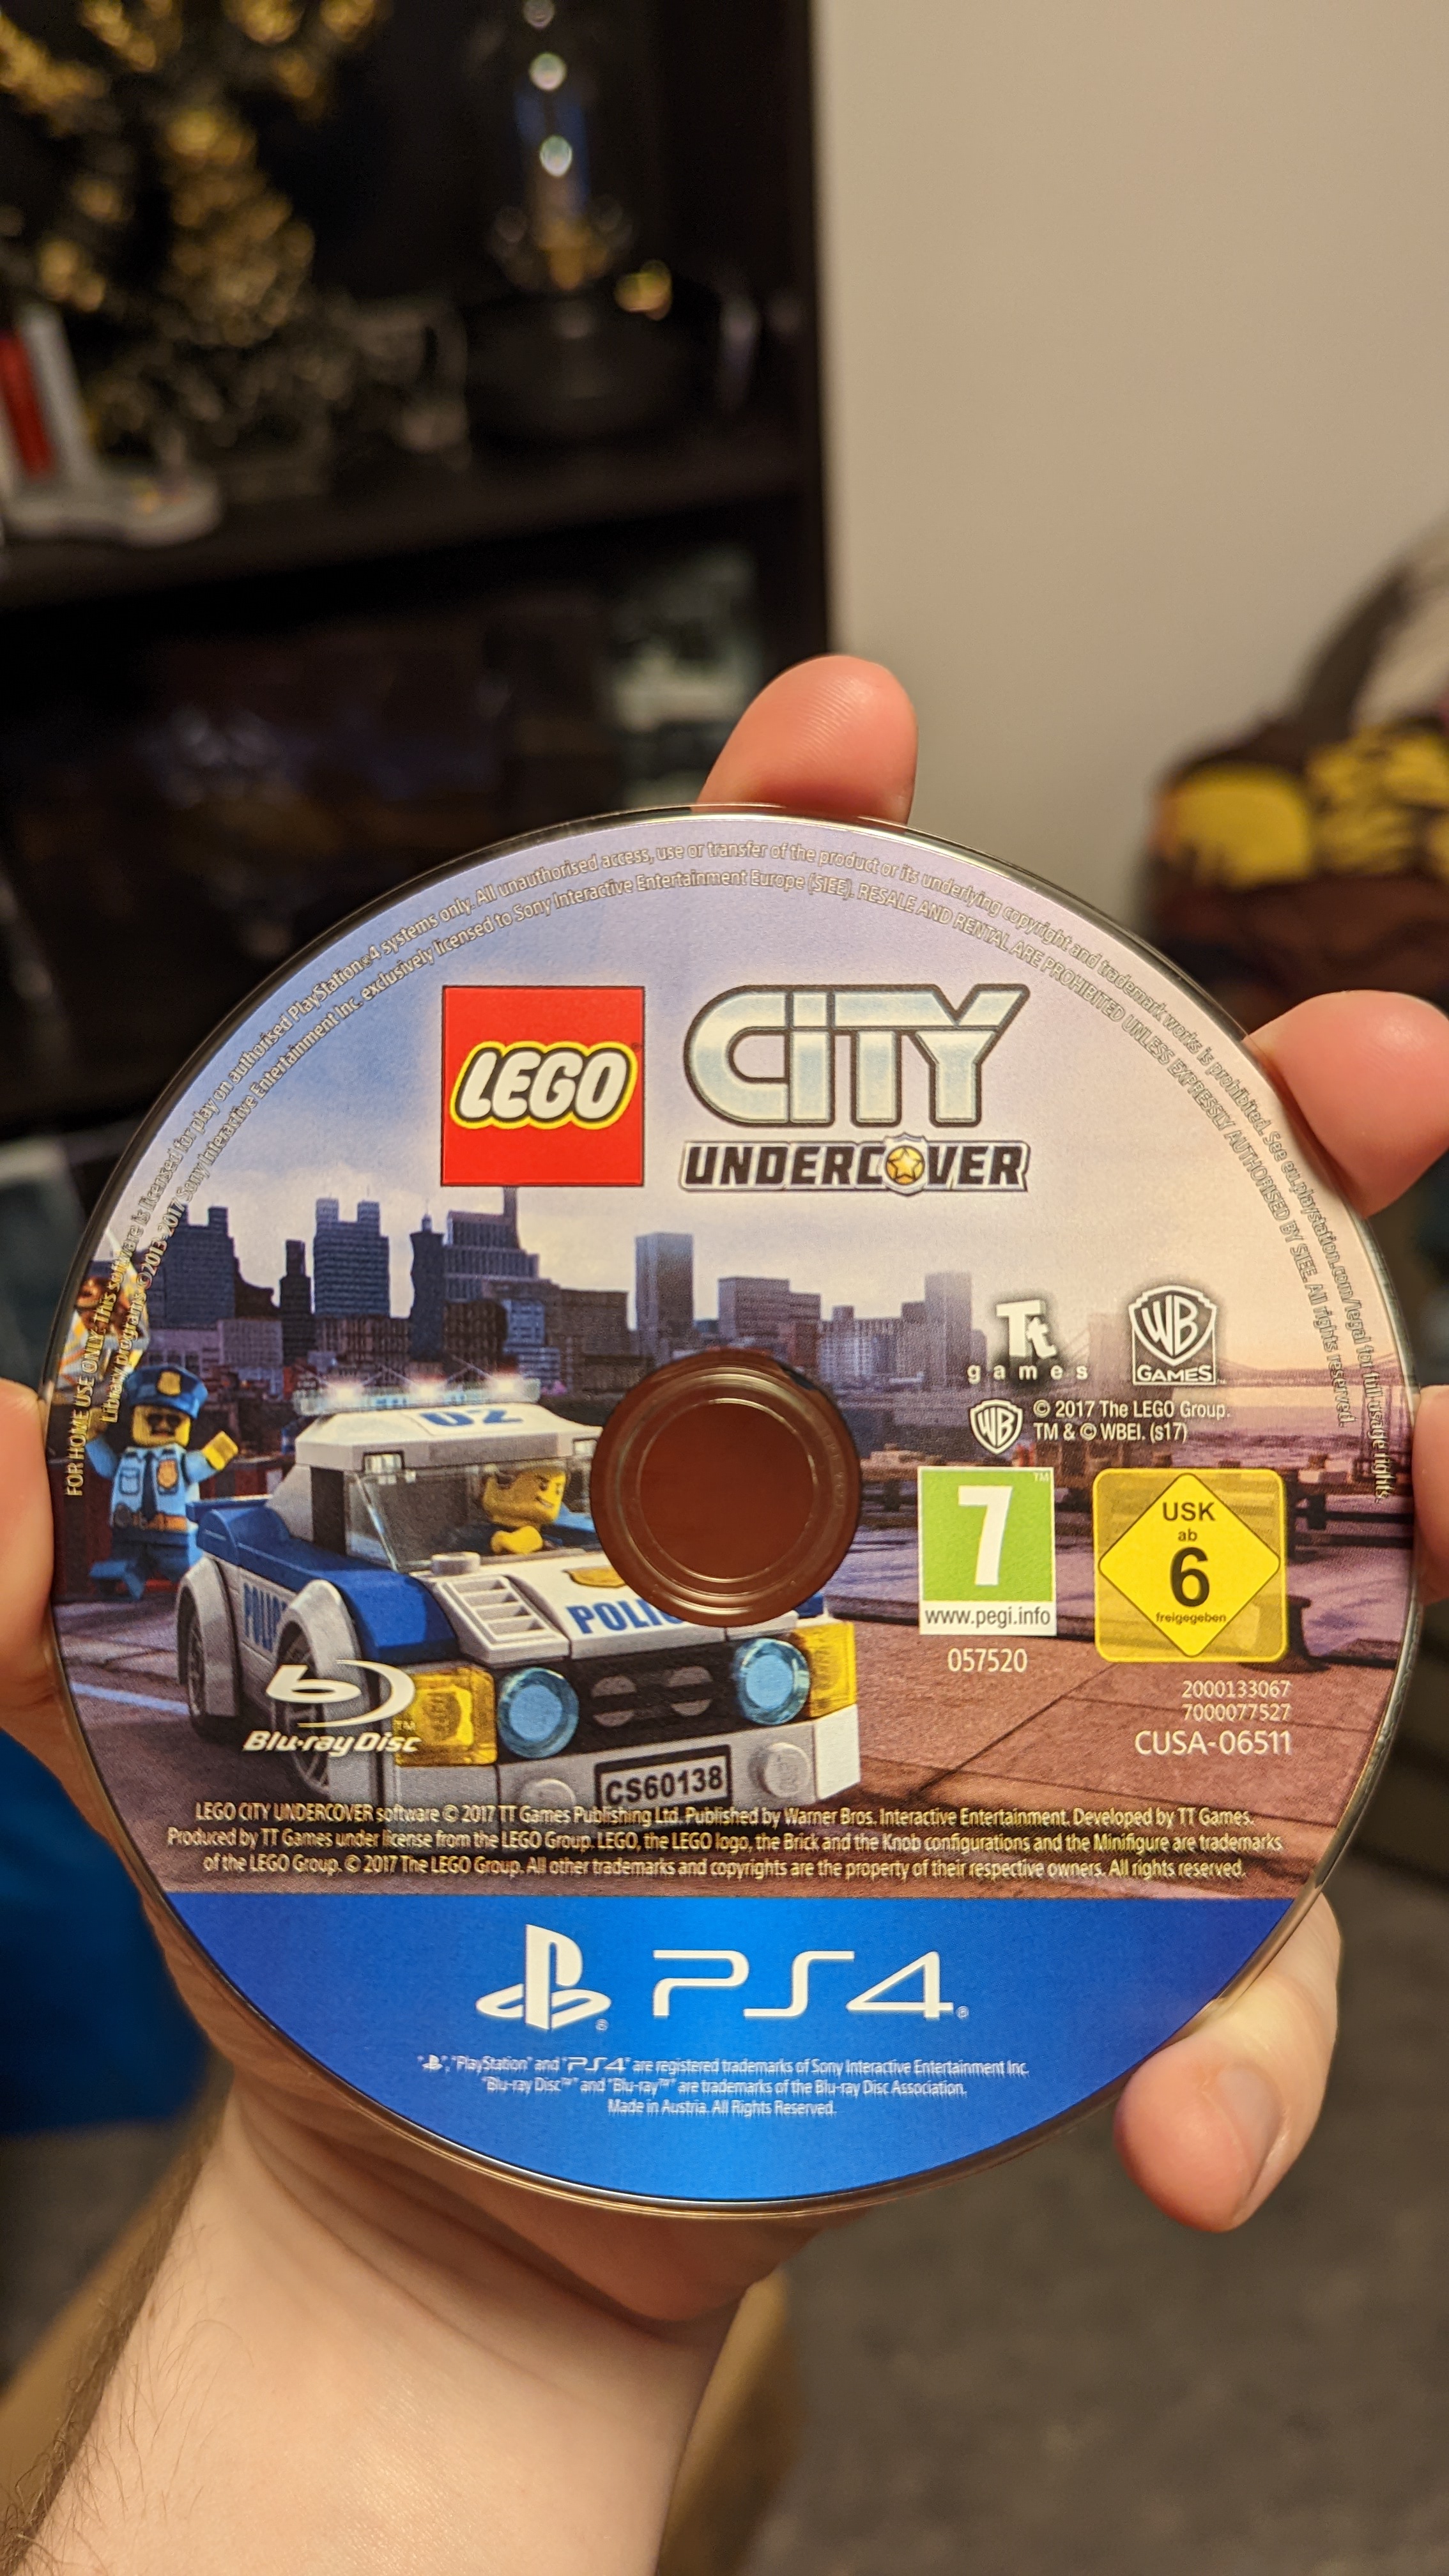 FOR HOME USE ONLY. This software is licensed for play on authorised PlayStation®4 systems only. All unauthorised access, use or transfer of the product or its underlying copyright and trademark works is prohibited. See eu.playstation.com/legal for full usage rights.
Library programs ©2013-2017 Sony Interactive Entertainment Inc. exclusively licensed to Sony Interactive Entertainment Europe (SIEE). RESALE AND RENTAL ARE PROHIBITED UNLESS EXPRESSLY AUTHORISED BY SIEE. All rights reserved.
LEGO
CITY
UNDERCOVER
Tt
games
WB
GAMES
WB
© 2017 The LEGO Group.
TM & © WBEI. (s17)
02
POLICE
POLIC
7
www.pegi.info
057520
USK
ab
6
freigegeben
2000133067
7000077527
CUSA-06511
Blu-ray Disc™
CS60138
LEGO CITY UNDERCOVER software © 2017 TT Games Publishing Ltd. Published by Warner Bros. Interactive Entertainment. Developed by TT Games.
Produced by TT Games under license from the LEGO Group. LEGO, the LEGO logo, the Brick and the Knob configurations and the Minifigure are trademarks
of the LEGO Group. © 2017 The LEGO Group. All other trademarks and copyrights are the property of their respective owners. All rights reserved.
PS4®
"PS", "PlayStation" and "PS4" are registered trademarks of Sony Interactive Entertainment Inc.
"Blu-ray Disc™" and "Blu-ray™" are trademarks of the Blu-ray Disc Association.
Made in Austria. All Rights Reserved.